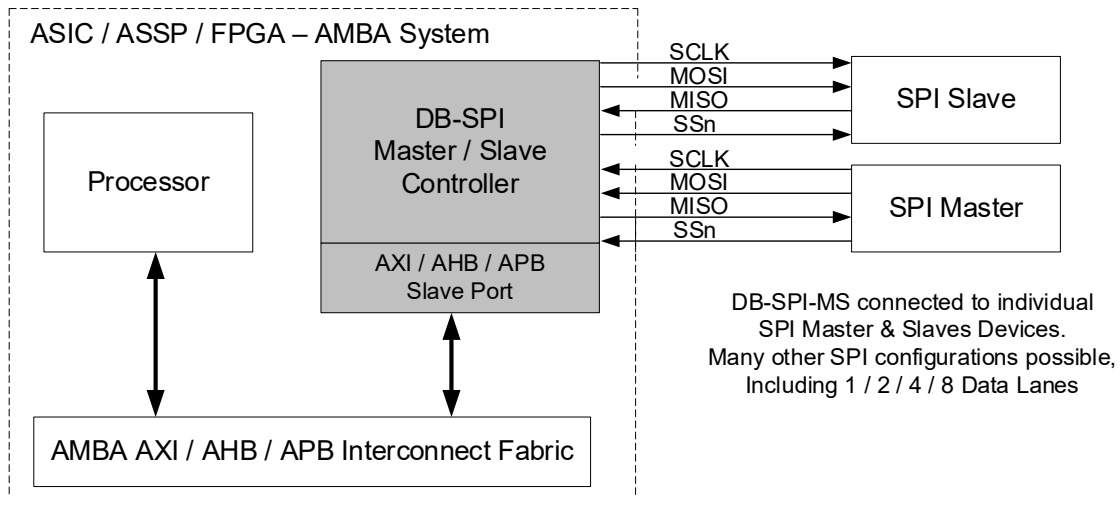 ASIC / ASSP / FPGA – AMBA System
Processor
DB-SPI
Master / Slave
Controller
AXI / AHB / APB
Slave Port
SCLK
MOSI
MISO
SSn
SPI Slave
SCLK
MOSI
MISO
SSn
SPI Master
DB-SPI-MS connected to individual
SPI Master & Slaves Devices.
Many other SPI configurations possible,
Including 1 / 2 / 4 / 8 Data Lanes
AMBA AXI / AHB / APB Interconnect Fabric